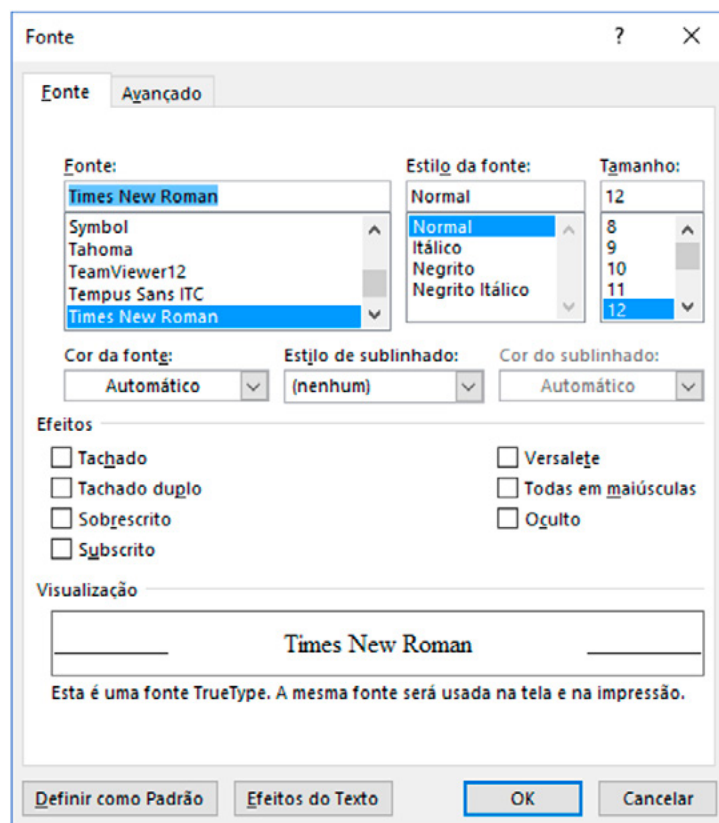 Fonte ? X
Fonte Avançado
Fonte: Estilo da fonte: Tamanho:
Times New Roman Normal 12
Symbol Normal 8
Tahoma Itálico 9
TeamViewer12 Negrito 10
Tempus Sans ITC Negrito Itálico 11
Times New Roman 12
Cor da fonte: Estilo de sublinhado: Cor do sublinhado:
Automático (nenhum) Automático
Efeitos
Tachado Versalete
Tachado duplo Todas em maiúsculas
Sobrescrito Oculto
Subscrito
Visualização
Times New Roman
Esta é uma fonte TrueType. A mesma fonte será usada na tela e na impressão.
Definir como Padrão Efeitos do Texto OK Cancelar